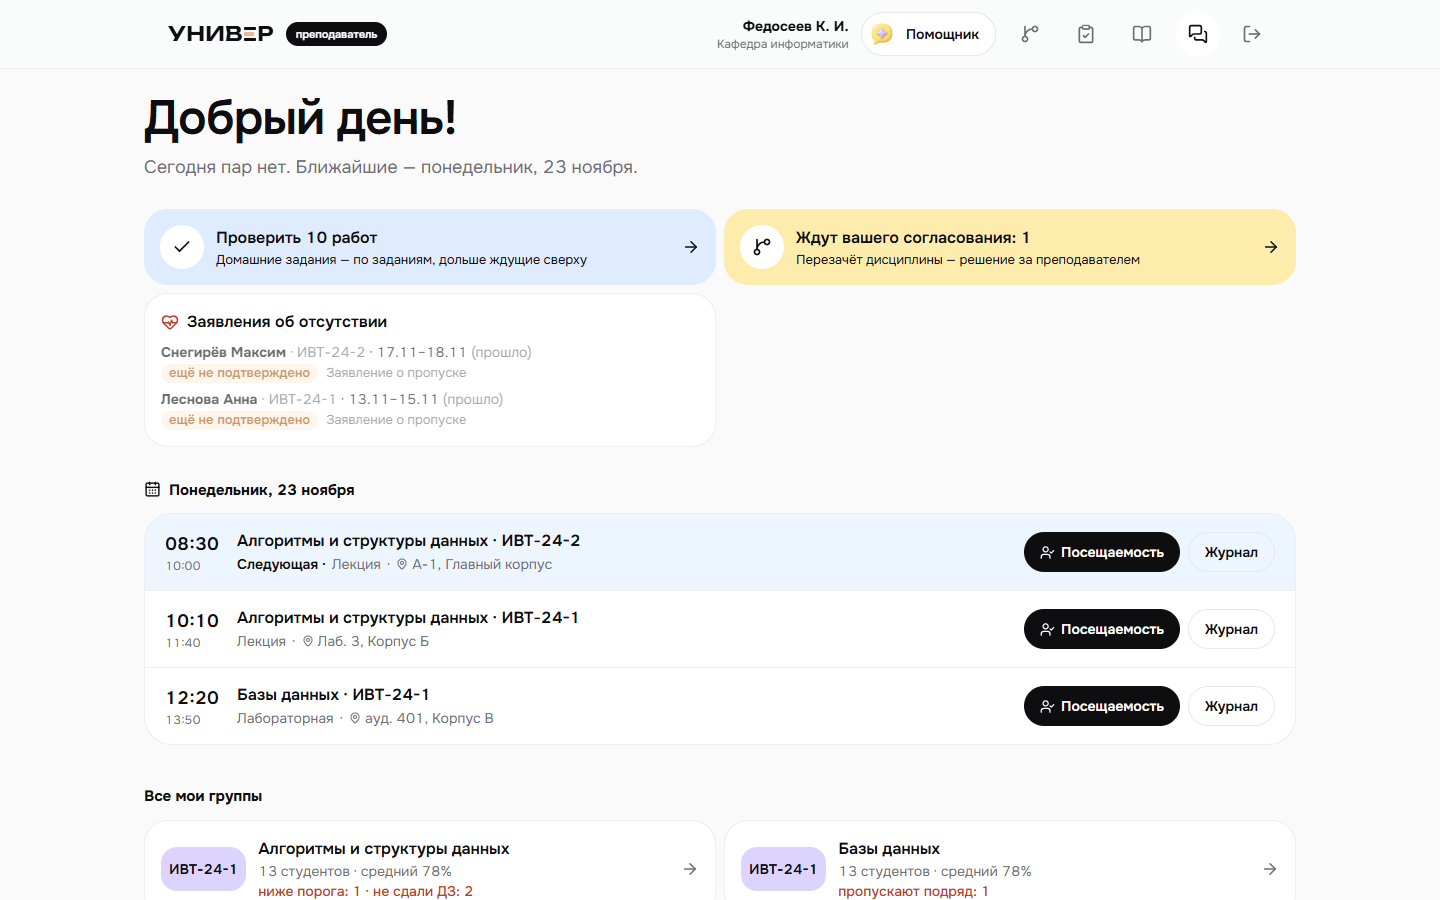 УНИВЕР преподаватель
Федосеев К. И.
Кафедра информатики
Помощник
Добрый день!
Сегодня пар нет. Ближайшие — понедельник, 23 ноября.
Проверить 10 работ
Домашние задания — по заданиям, дольше ждущие сверху
Ждут вашего согласования: 1
Перезачёт дисциплины — решение за преподавателем
Заявления об отсутствии
Снегирёв Максим · ИВТ-24-2 · 17.11–18.11 (прошло)
ещё не подтверждено Заявление о пропуске
Леснова Анна · ИВТ-24-1 · 13.11–15.11 (прошло)
ещё не подтверждено Заявление о пропуске
Понедельник, 23 ноября
08:30 Алгоритмы и структуры данных · ИВТ-24-2
10:00 Следующая · Лекция · А-1, Главный корпус
Посещаемость Журнал
10:10 Алгоритмы и структуры данных · ИВТ-24-1
11:40 Лекция · Лаб. 3, Корпус Б
Посещаемость Журнал
12:20 Базы данных · ИВТ-24-1
13:50 Лабораторная · ауд. 401, Корпус В
Посещаемость Журнал
Все мои группы
ИВТ-24-1
Алгоритмы и структуры данных
13 студентов · средний 78%
ниже порога: 1 · не сдали ДЗ: 2
ИВТ-24-1
Базы данных
13 студентов · средний 78%
пропускают подряд: 1